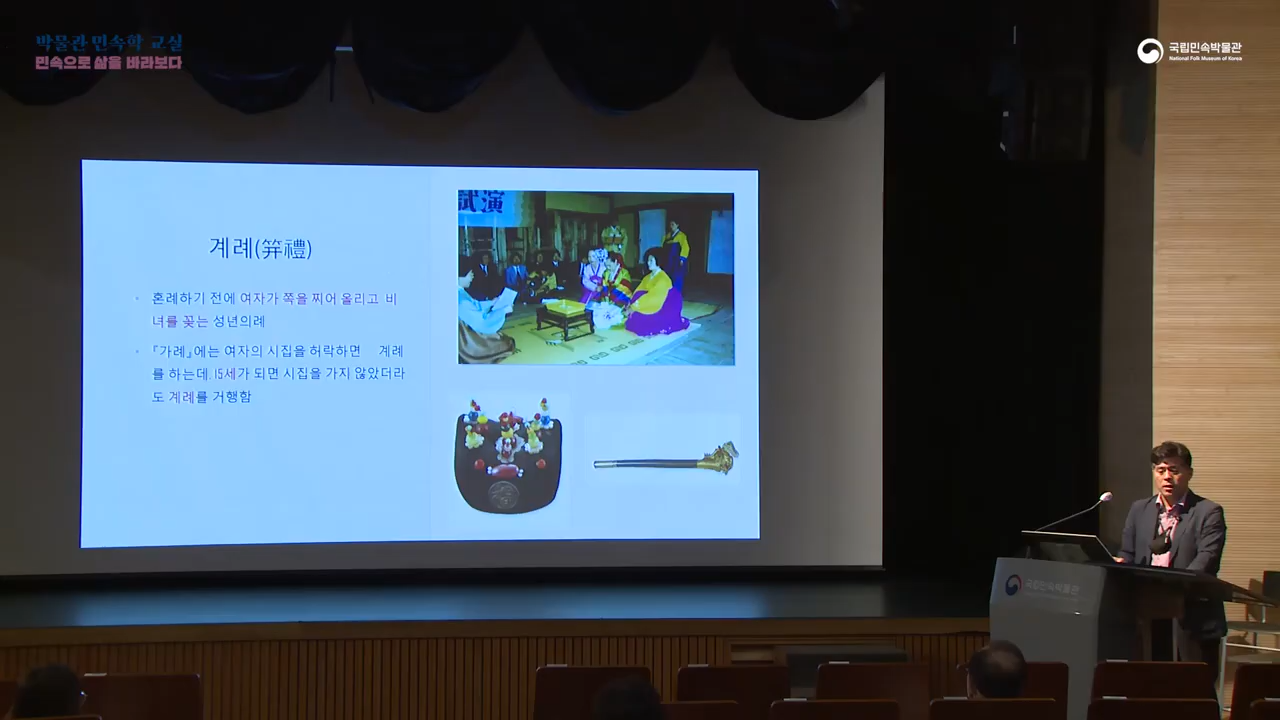 박물관 민속학 교실
민속으로 삶을 바라보다
국립민속박물관
National Folk Museum of Korea
계례(笄禮)
혼례하기 전에 여자가 쪽을 찌어 올리고 비
녀를 꽂는 성년의례
『가례』에는 여자의 시집을 허락하면 계례
를 하는데, 15세가 되면 시집을 가지 않았더라
도 계례를 거행함
試演
국립민속박물관